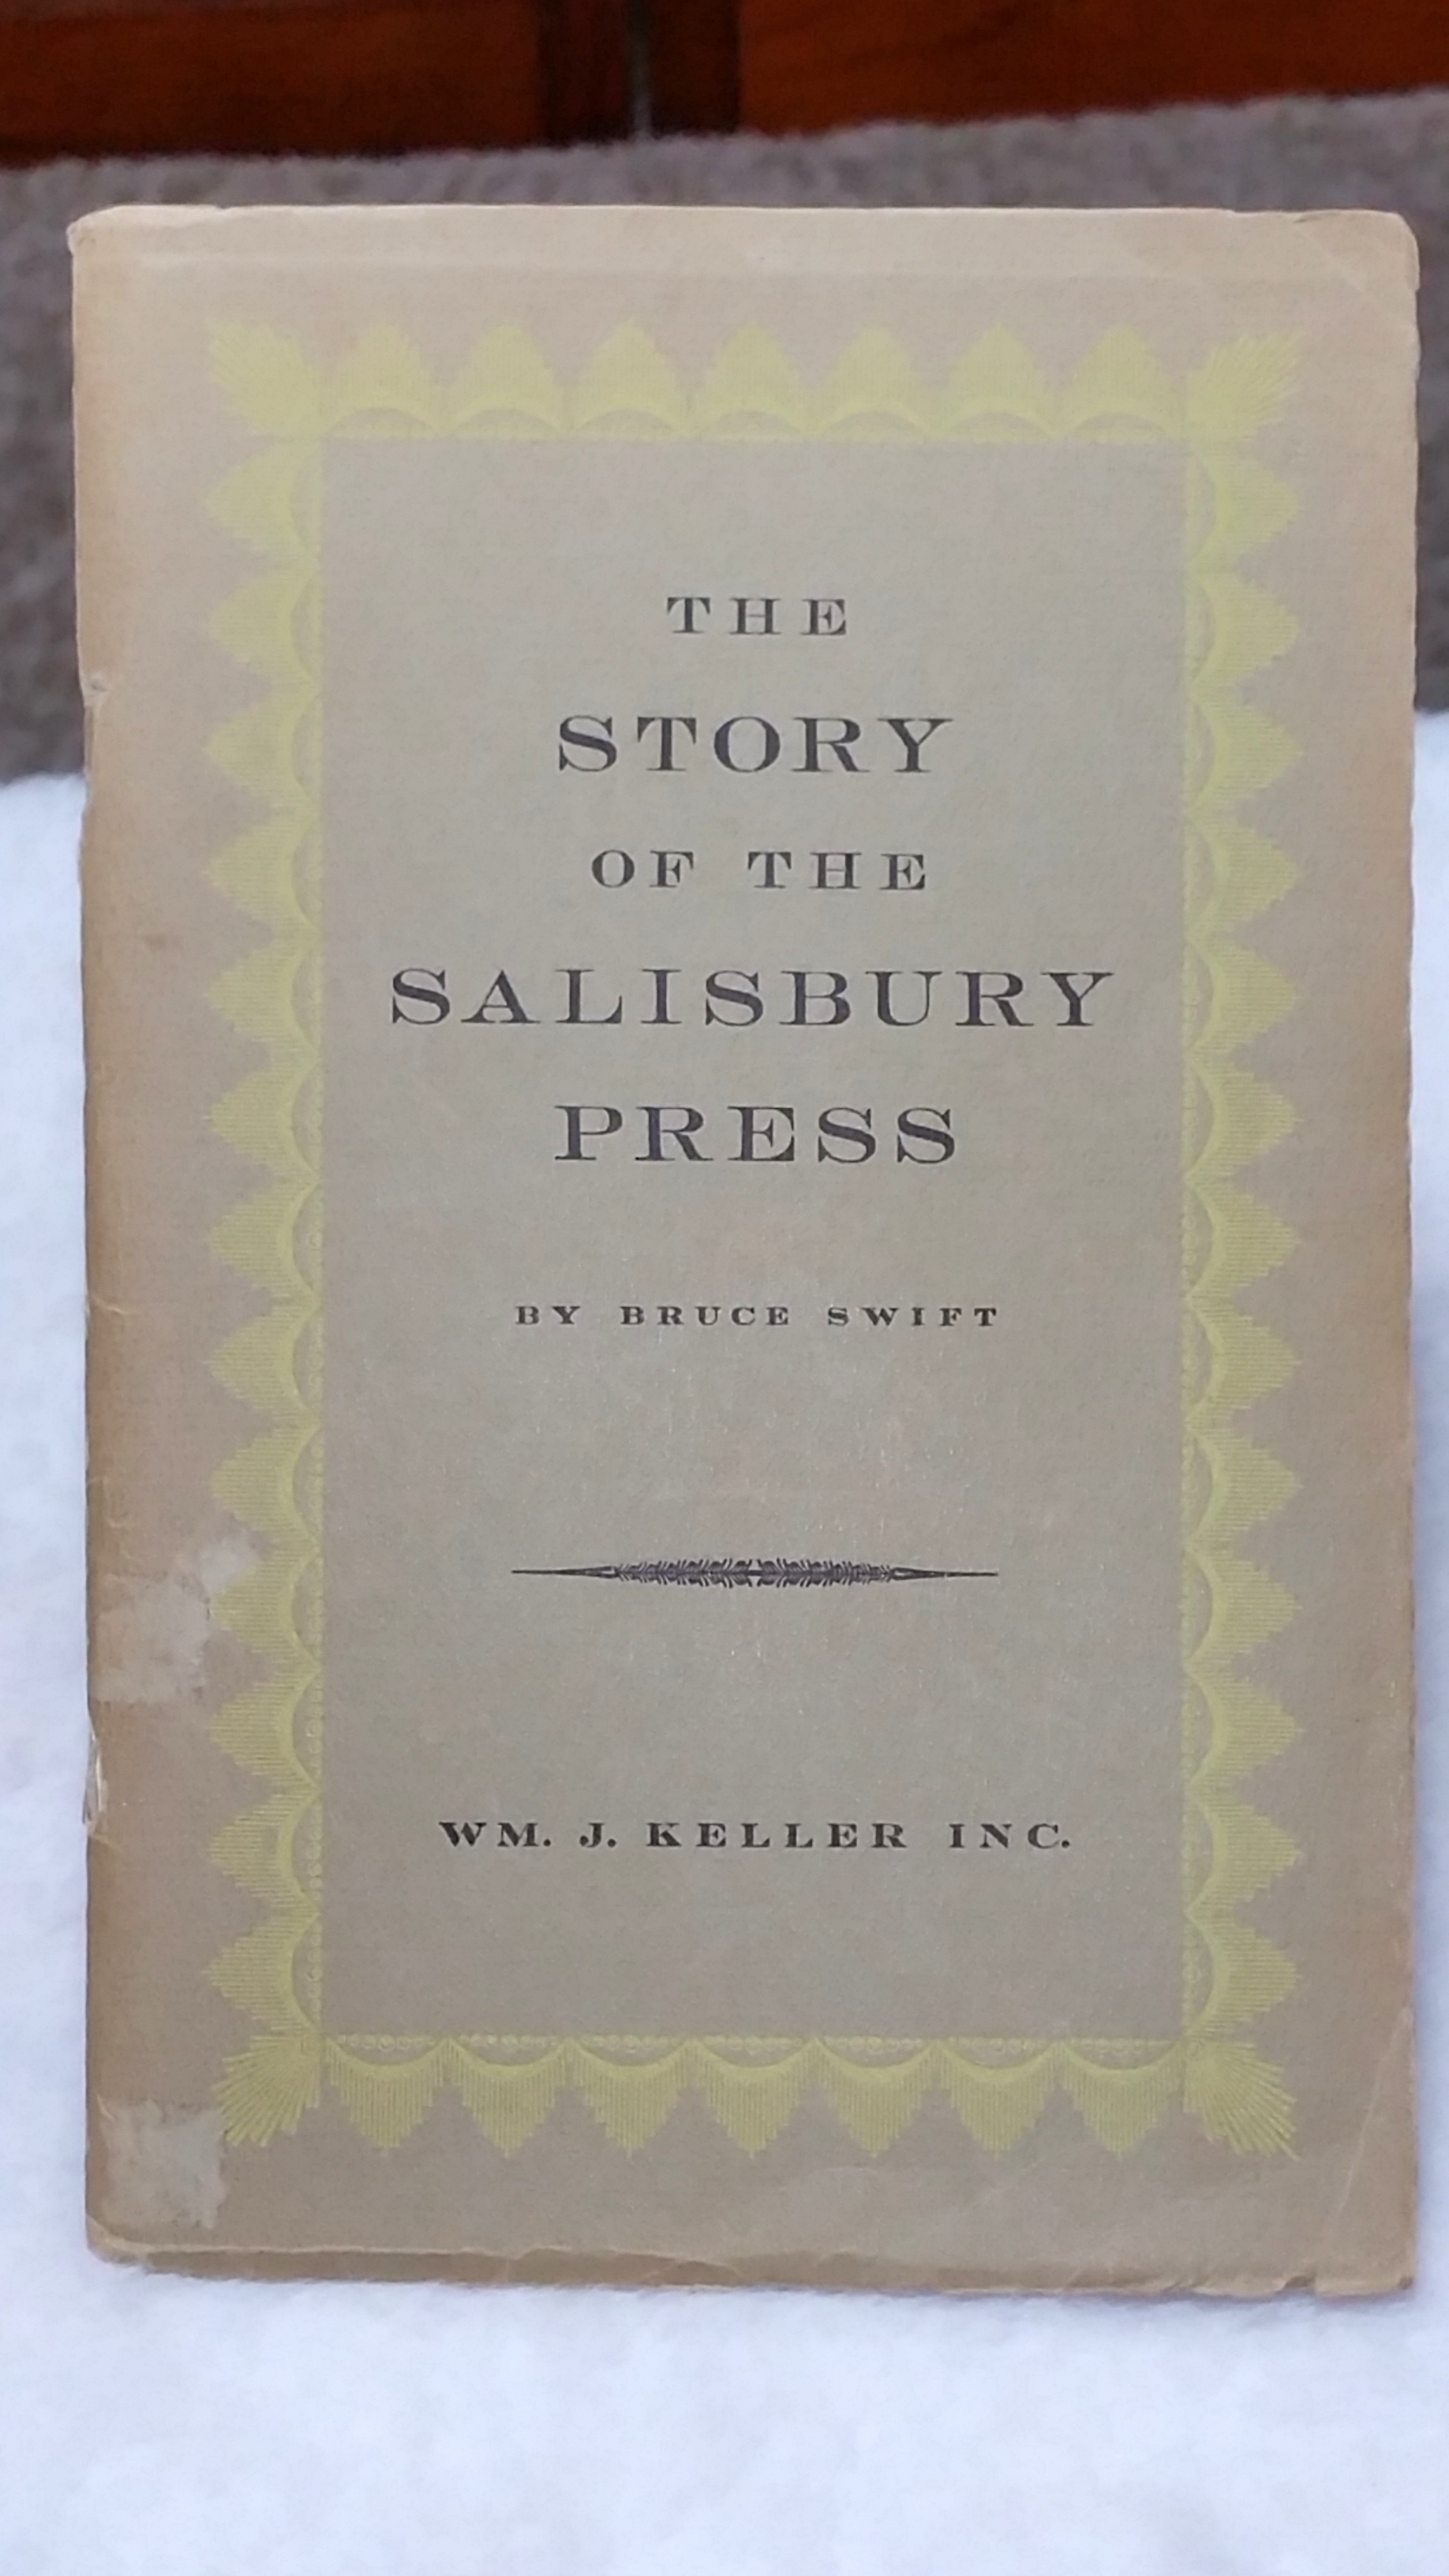 THE
STORY
OF THE
SALISBURY
PRESS
BY BRUCE SWIFT
WM. J. KELLER INC.